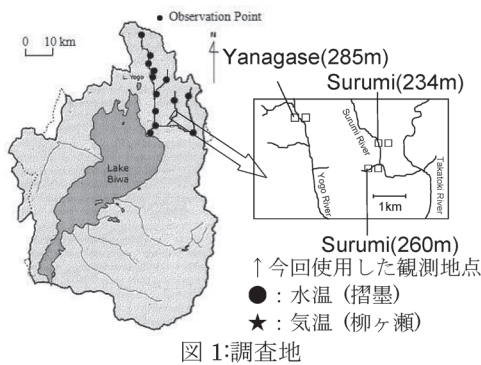 ● Observation Point
0 10 km
N
L. Yogo
Lake
Biwa
Yanagase(285m)
Surumi(234m)
Surumi River
Yogo River
Takatoki River
1km
Surumi(260m)
↑今回使用した観測地点
●：水温 (摺墨)
★：気温 (柳ヶ瀬)
図 1:調査地